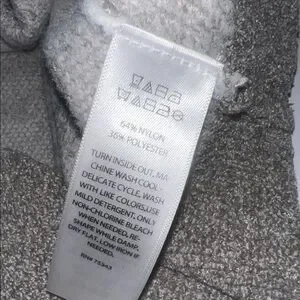 64% NYLON
36% POLYESTER
TURN INSIDE OUT, MA
CHINE WASH COOL -
DELICATE CYCLE, WASH
WITH LIKE COLORS,USE
MILD DETERGENT, ONLY
NON-CHLORINE BLEACH
WHEN NEEDED, RE-
SHAPE WHILE DAMP,
DRY FLAT, LOW IRON IF
NEEDED.
RN# 75943